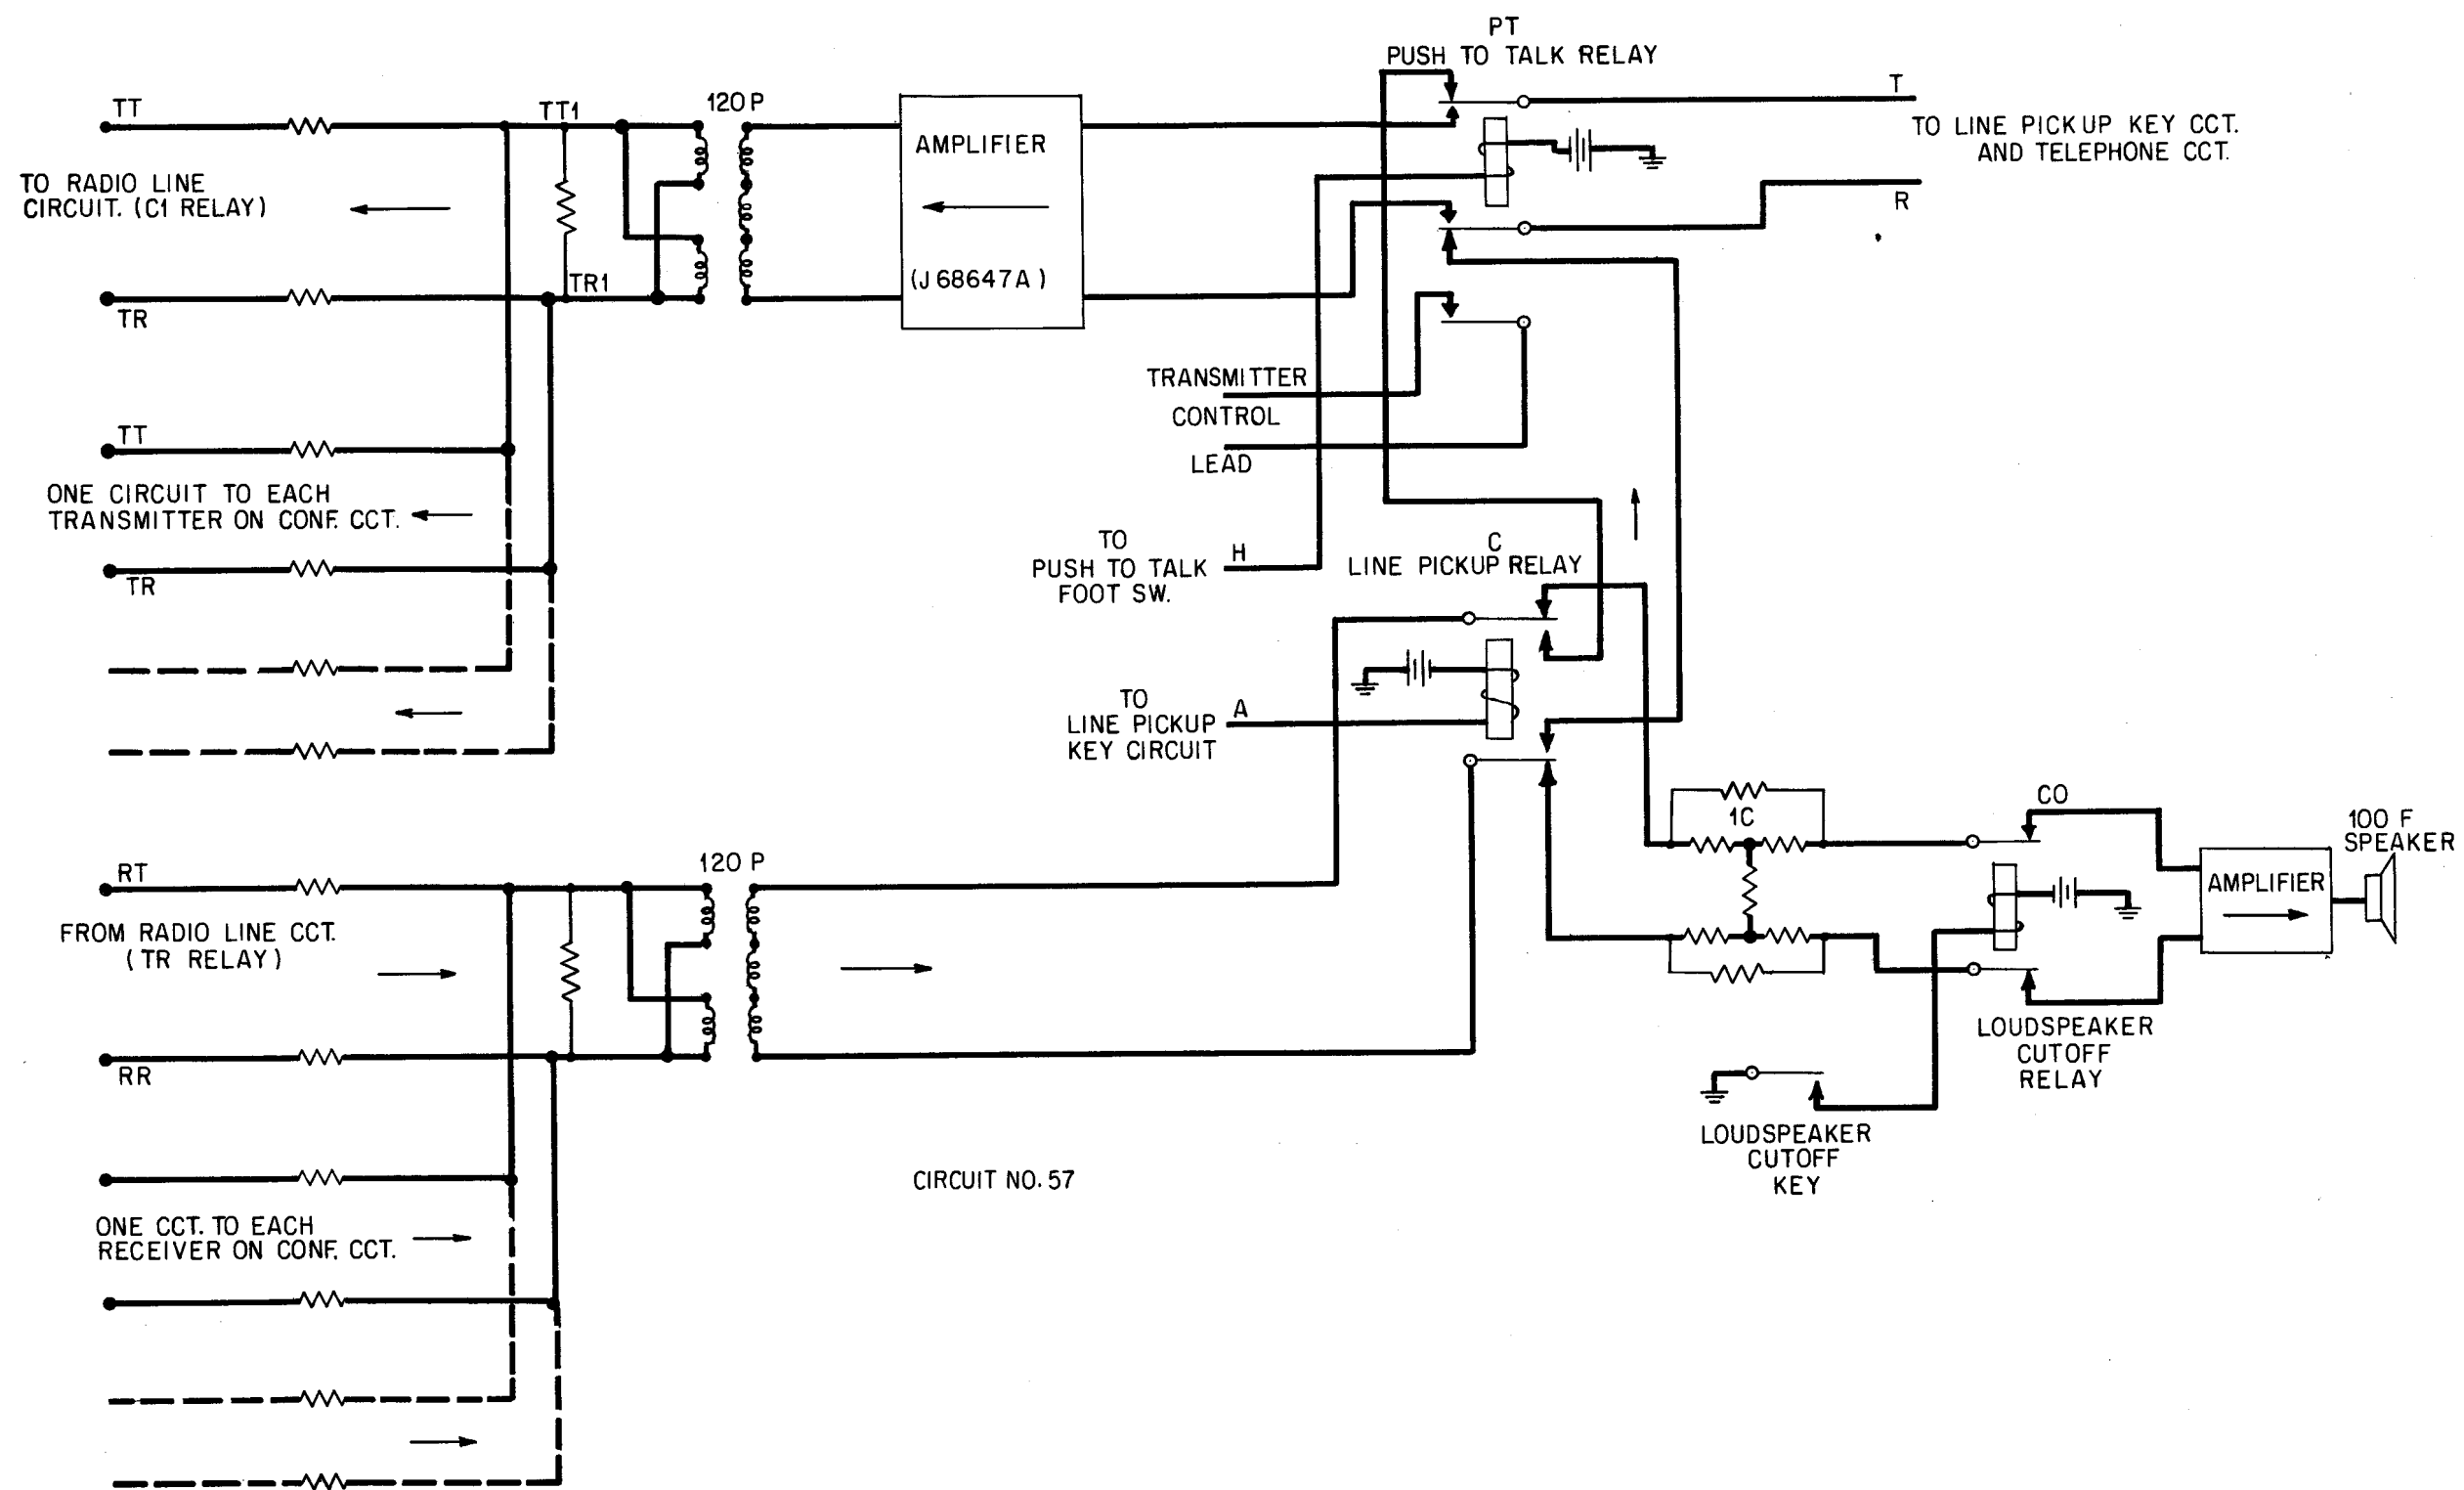 PT
PUSH TO TALK RELAY
TT
TT1
120P
AMPLIFIER
(J68647A)
T
TO LINE PICKUP KEY CCT.
AND TELEPHONE CCT.
R
TO RADIO LINE
CIRCUIT. (C1 RELAY)
TR
TR1
TRANSMITTER
CONTROL
LEAD
TT
ONE CIRCUIT TO EACH
TRANSMITTER ON CONF. CCT.
TR
TO
PUSH TO TALK
FOOT SW.
H
C
LINE PICKUP RELAY
TO
LINE PICKUP
KEY CIRCUIT
A
1C
CO
100 F
SPEAKER
AMPLIFIER
RT
120 P
FROM RADIO LINE CCT.
(TR RELAY)
RR
LOUDSPEAKER
CUTOFF
RELAY
LOUDSPEAKER
CUTOFF
KEY
CIRCUIT NO. 57
ONE CCT. TO EACH
RECEIVER ON CONF. CCT.